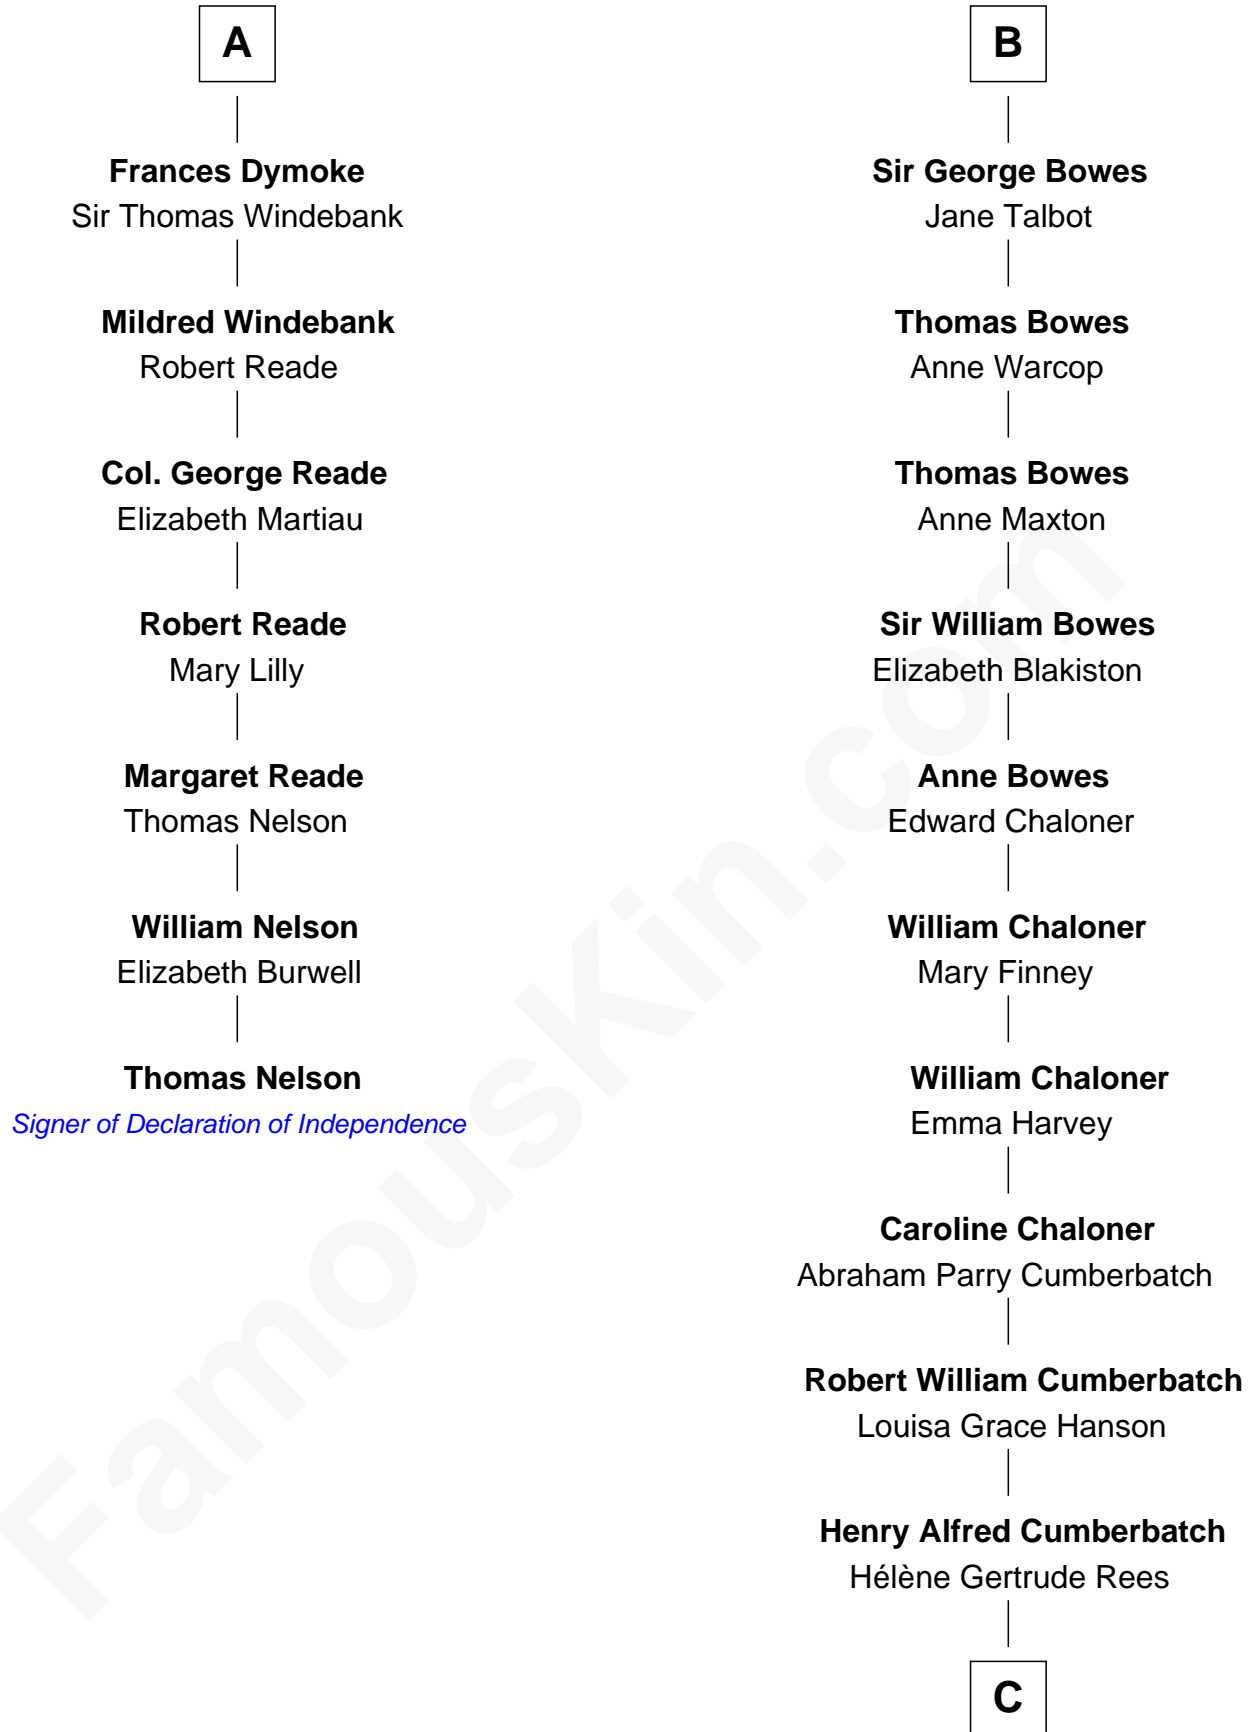 A
Frances Dymoke
Sir Thomas Windebank
Mildred Windebank
Robert Reade
Col. George Reade
Elizabeth Martiau
Robert Reade
Mary Lilly
Margaret Reade
Thomas Nelson
William Nelson
Elizabeth Burwell
Thomas Nelson
Signer of Declaration of Independence
B
Sir George Bowes
Jane Talbot
Thomas Bowes
Anne Warcop
Thomas Bowes
Anne Maxton
Sir William Bowes
Elizabeth Blakiston
Anne Bowes
Edward Chaloner
William Chaloner
Mary Finney
William Chaloner
Emma Harvey
Caroline Chaloner
Abraham Parry Cumberbatch
Robert William Cumberbatch
Louisa Grace Hanson
Henry Alfred Cumberbatch
Hélène Gertrude Rees
C
FamousKin.com